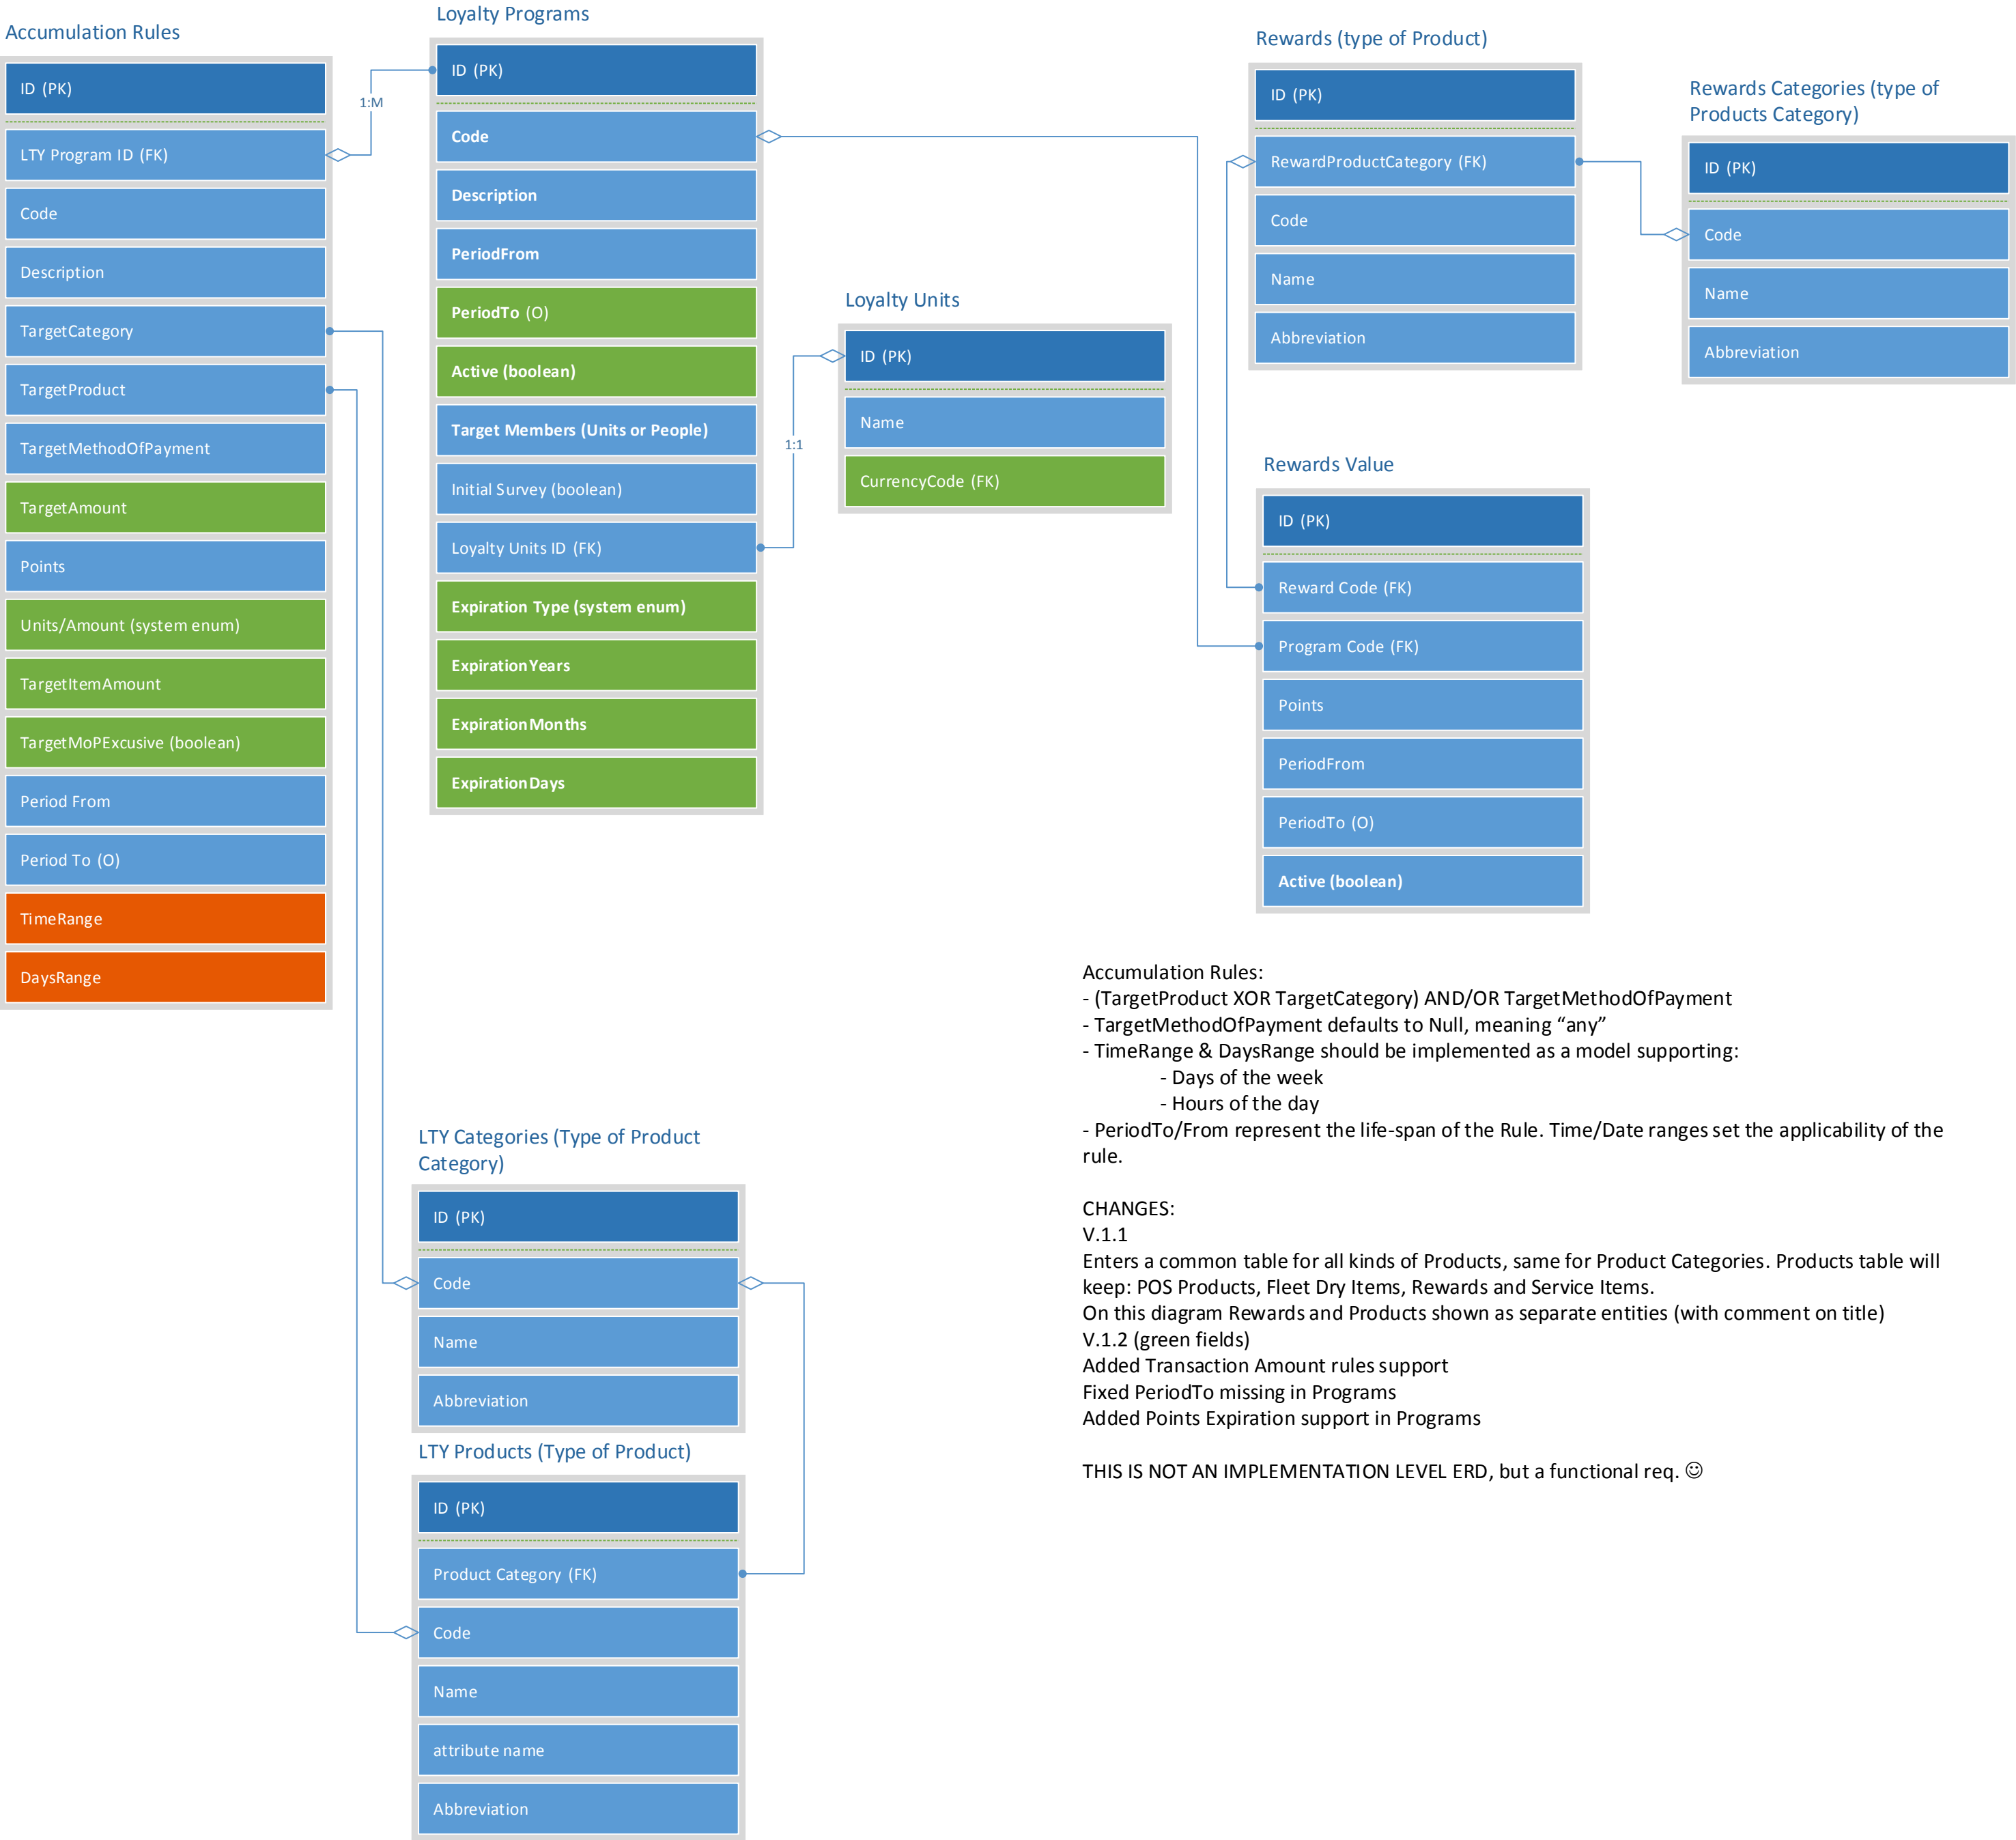 Accumulation Rules
ID (PK)
LTY Program ID (FK)
Code
Description
TargetCategory
TargetProduct
TargetMethodOfPayment
TargetAmount
Points
Units/Amount (system enum)
TargetItemAmount
TargetMoPExcusive (boolean)
Period From
Period To (O)
TimeRange
DaysRange
1:M
Loyalty Programs
ID (PK)
Code
Description
PeriodFrom
PeriodTo (O)
Active (boolean)
Target Members (Units or People)
Initial Survey (boolean)
Loyalty Units ID (FK)
Expiration Type (system enum)
ExpirationYears
ExpirationMonths
ExpirationDays
1:1
Loyalty Units
ID (PK)
Name
CurrencyCode (FK)
Rewards (type of Product)
ID (PK)
RewardProductCategory (FK)
Code
Name
Abbreviation
Rewards Categories (type of
Products Category)
ID (PK)
Code
Name
Abbreviation
Rewards Value
ID (PK)
Reward Code (FK)
Program Code (FK)
Points
PeriodFrom
PeriodTo (O)
Active (boolean)
LTY Categories (Type of Product
Category)
ID (PK)
Code
Name
Abbreviation
LTY Products (Type of Product)
ID (PK)
Product Category (FK)
Code
Name
attribute name
Abbreviation
Accumulation Rules:
- (TargetProduct XOR TargetCategory) AND/OR TargetMethodOfPayment
- TargetMethodOfPayment defaults to Null, meaning “any”
- TimeRange & DaysRange should be implemented as a model supporting:
- Days of the week
- Hours of the day
- PeriodTo/From represent the life-span of the Rule. Time/Date ranges set the applicability of the
rule.
CHANGES:
V.1.1
Enters a common table for all kinds of Products, same for Product Categories. Products table will
keep: POS Products, Fleet Dry Items, Rewards and Service Items.
On this diagram Rewards and Products shown as separate entities (with comment on title)
V.1.2 (green fields)
Added Transaction Amount rules support
Fixed PeriodTo missing in Programs
Added Points Expiration support in Programs
THIS IS NOT AN IMPLEMENTATION LEVEL ERD, but a functional req. ☺